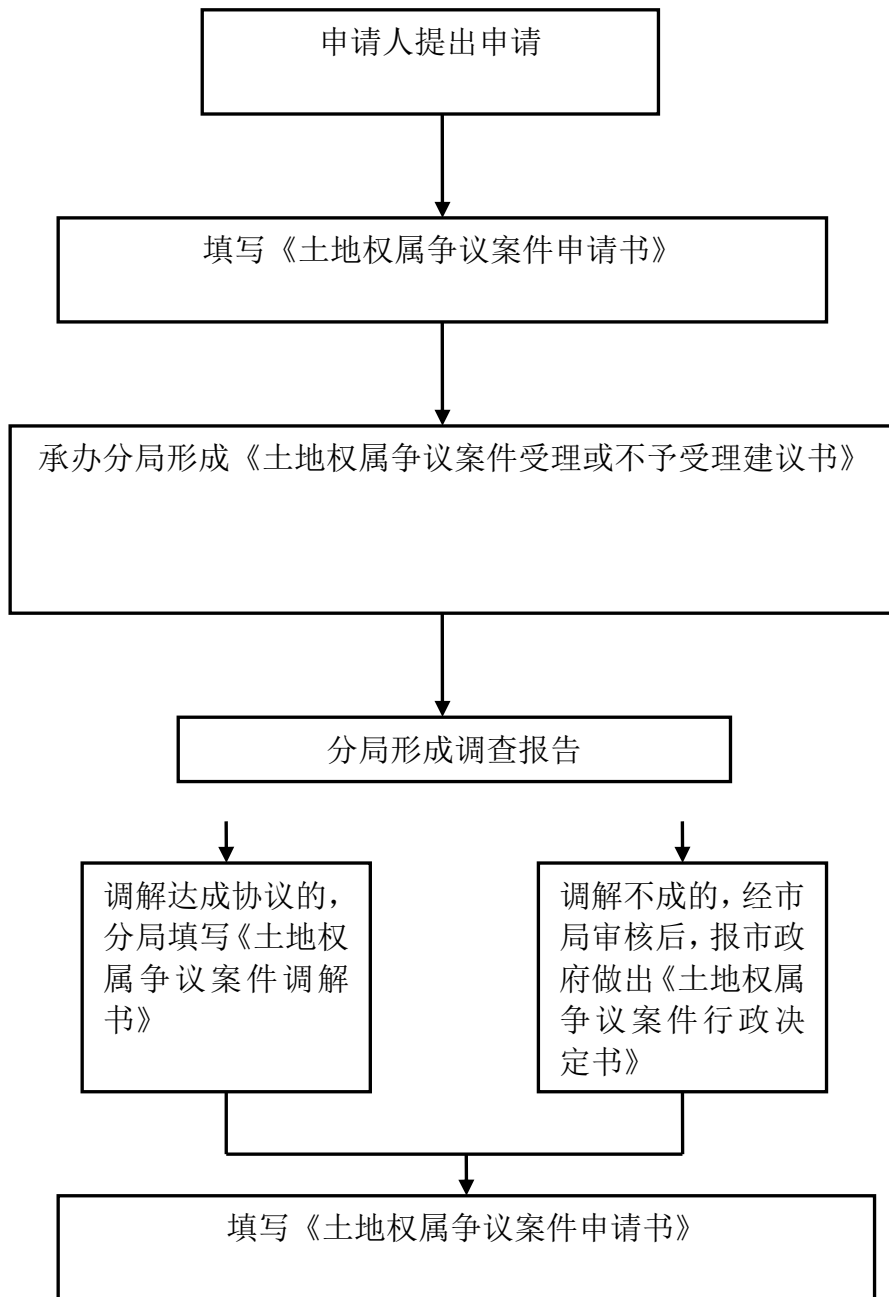 申请人提出申请
填写《土地权属争议案件申请书》
承办分局形成《土地权属争议案件受理或不予受理建议书》
分局形成调查报告
调解达成协议的，
分局填写《土地权
属争议案件调解
书》
调解不成的，经市
局审核后，报市政
府做出《土地权属
争议案件行政决
定书》
填写《土地权属争议案件申请书》